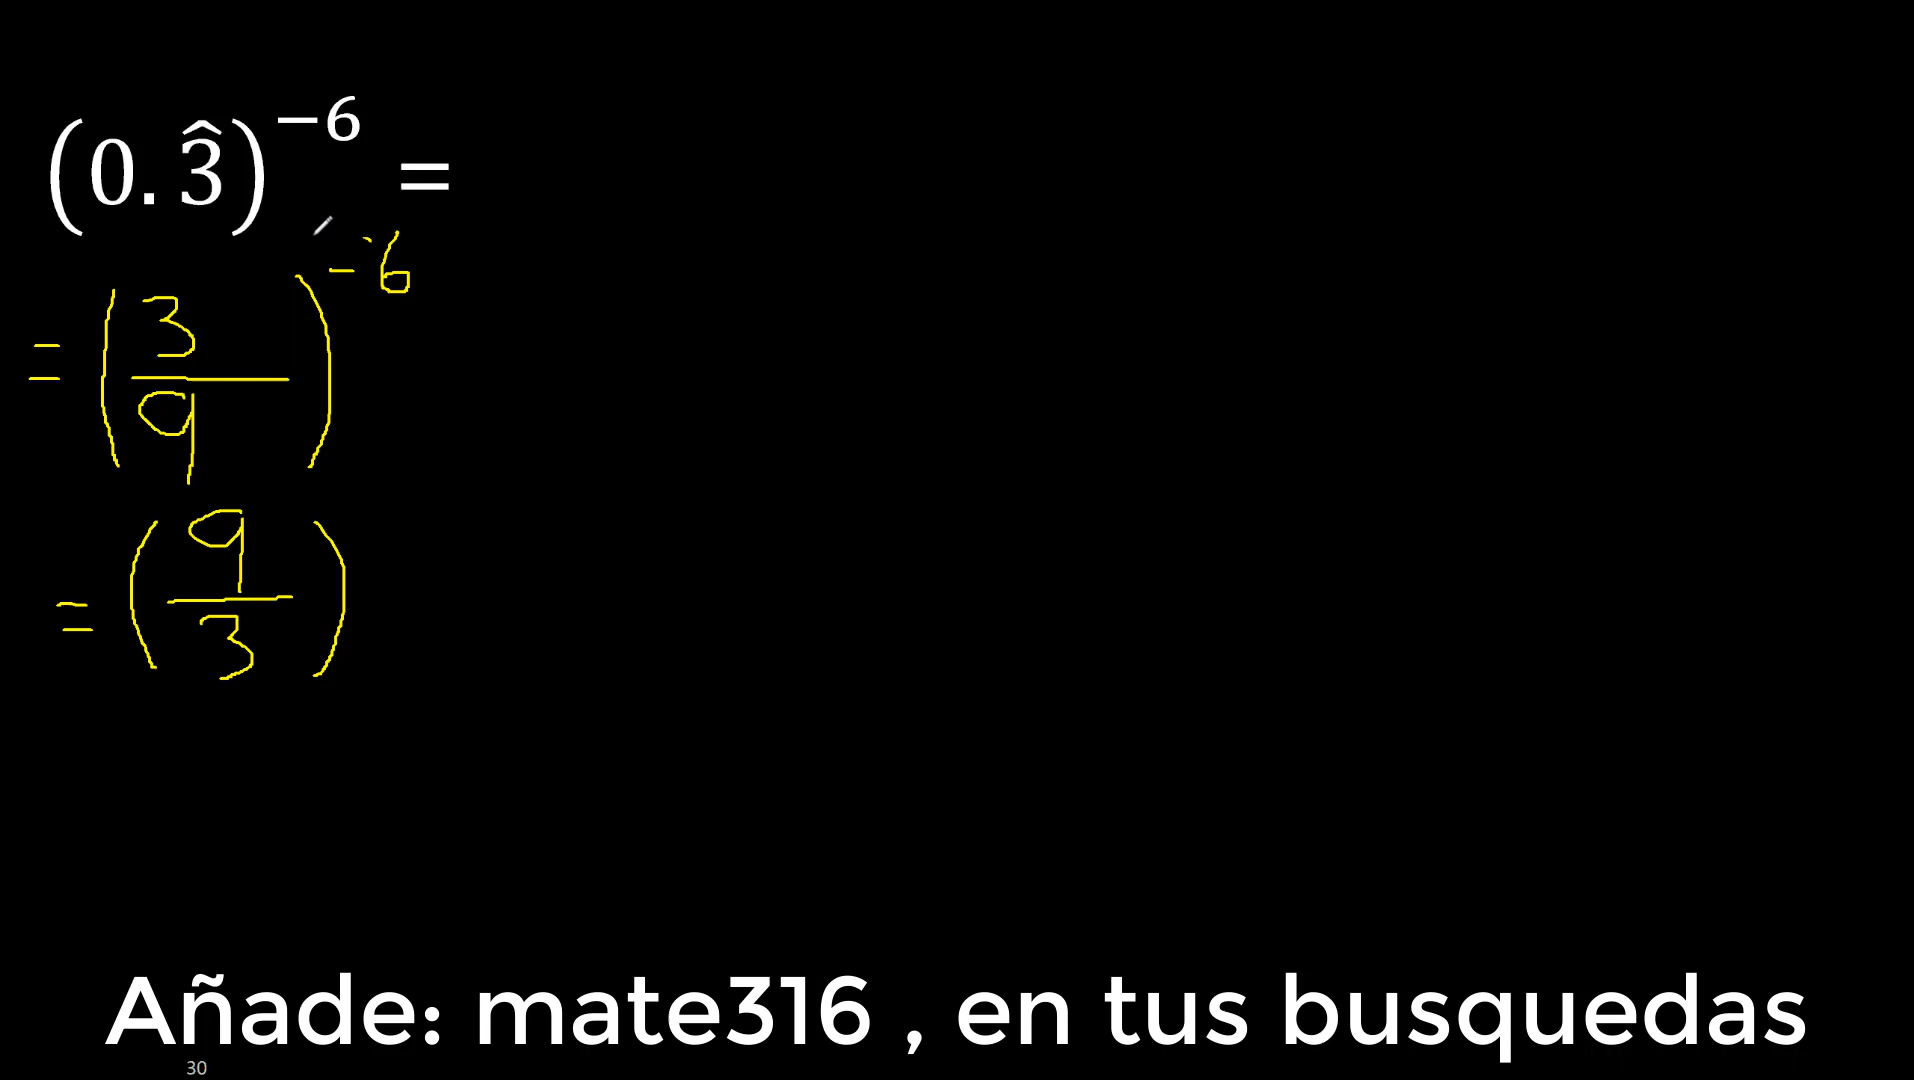 (0.3̂)^−6 =
= (3/9)^-6
= (9/3)
Añade: mate316 , en tus busquedas
30